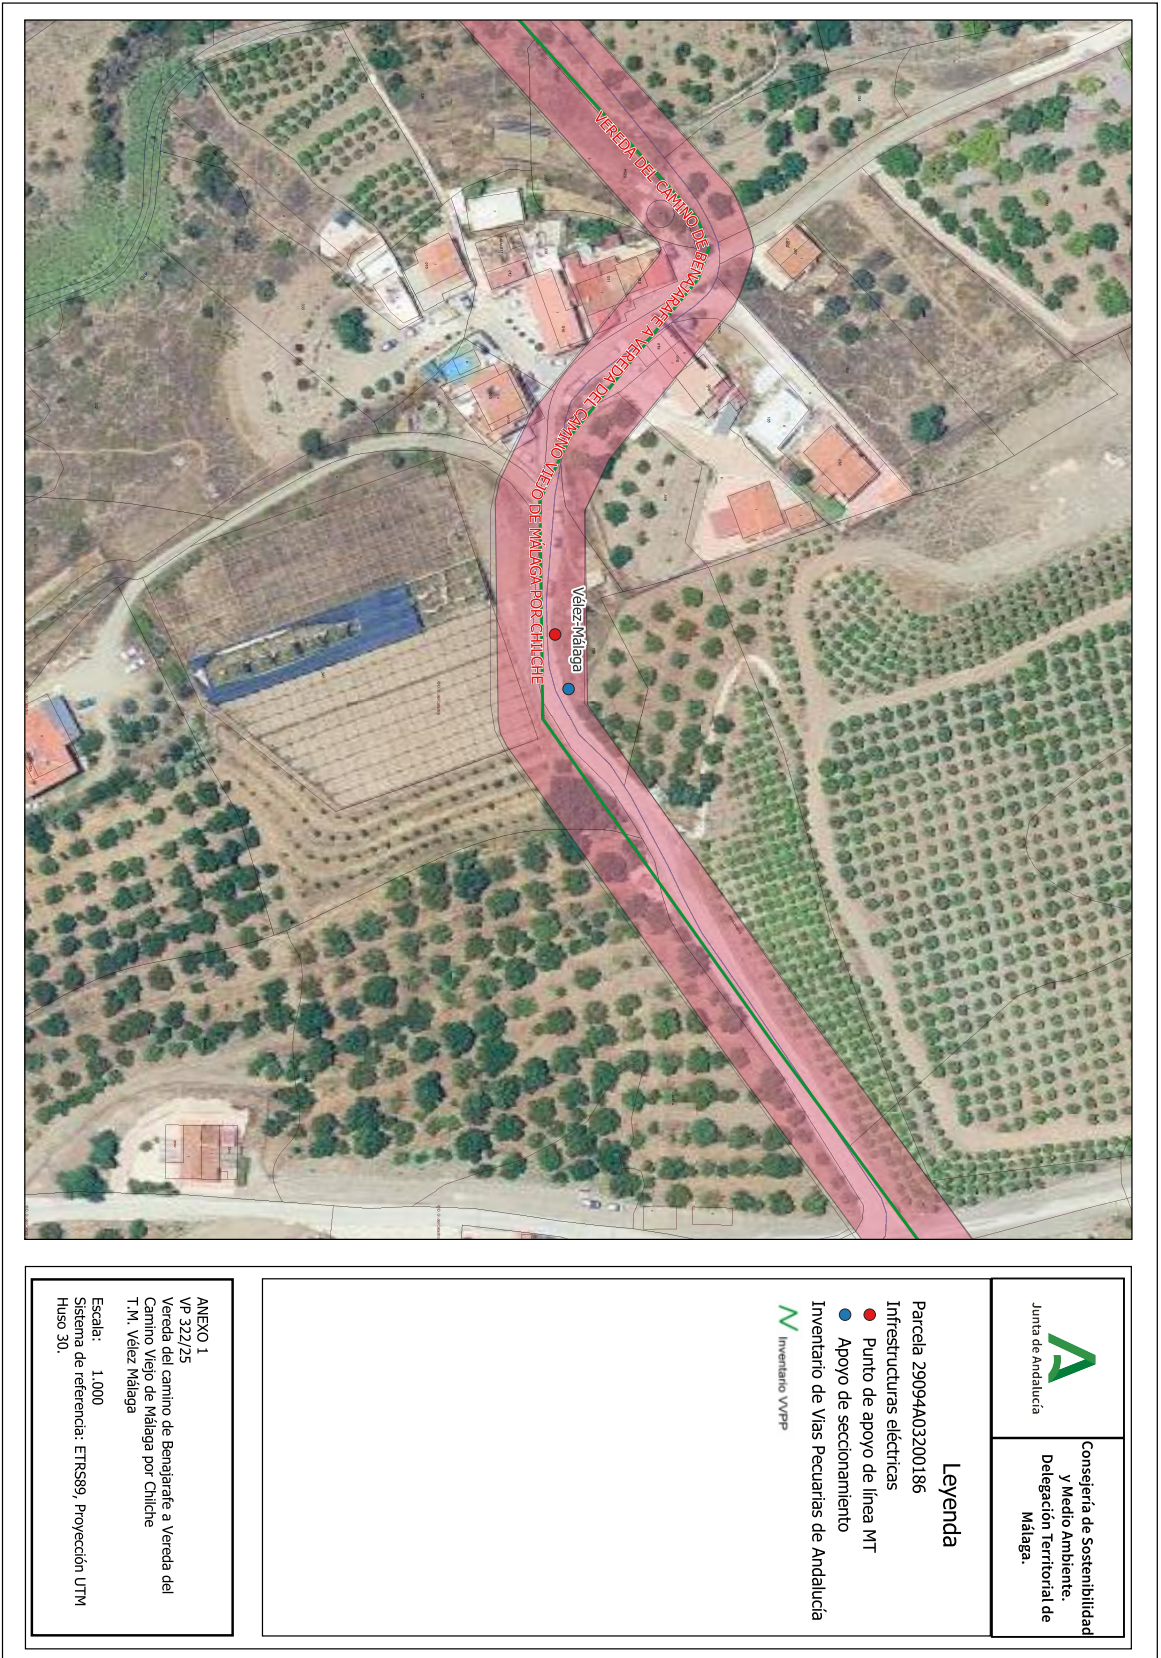 VEREDA DEL CAMINO DE BENAJARAFE A VEREDA DEL CAMINO VIEJO DE MÁLAGA POR CHILCHE
Vélez-Málaga
Junta de Andalucía
Consejería de Sostenibilidad
y Medio Ambiente.
Delegación Territorial de
Málaga.
Leyenda
Parcela 29094A03200186
Infrestructuras eléctricas
Punto de apoyo de línea MT
Apoyo de seccionamiento
Inventario de Vias Pecuarias de Andalucía
Inventario VVPP
ANEXO 1
VP 322/25
Vereda del camino de Benajarafe a Vereda del
Camino Viejo de Málaga por Chilche
T.M. Vélez Málaga
Escala: 1.000
Sistema de referencia: ETRS89, Proyección UTM
Huso 30.